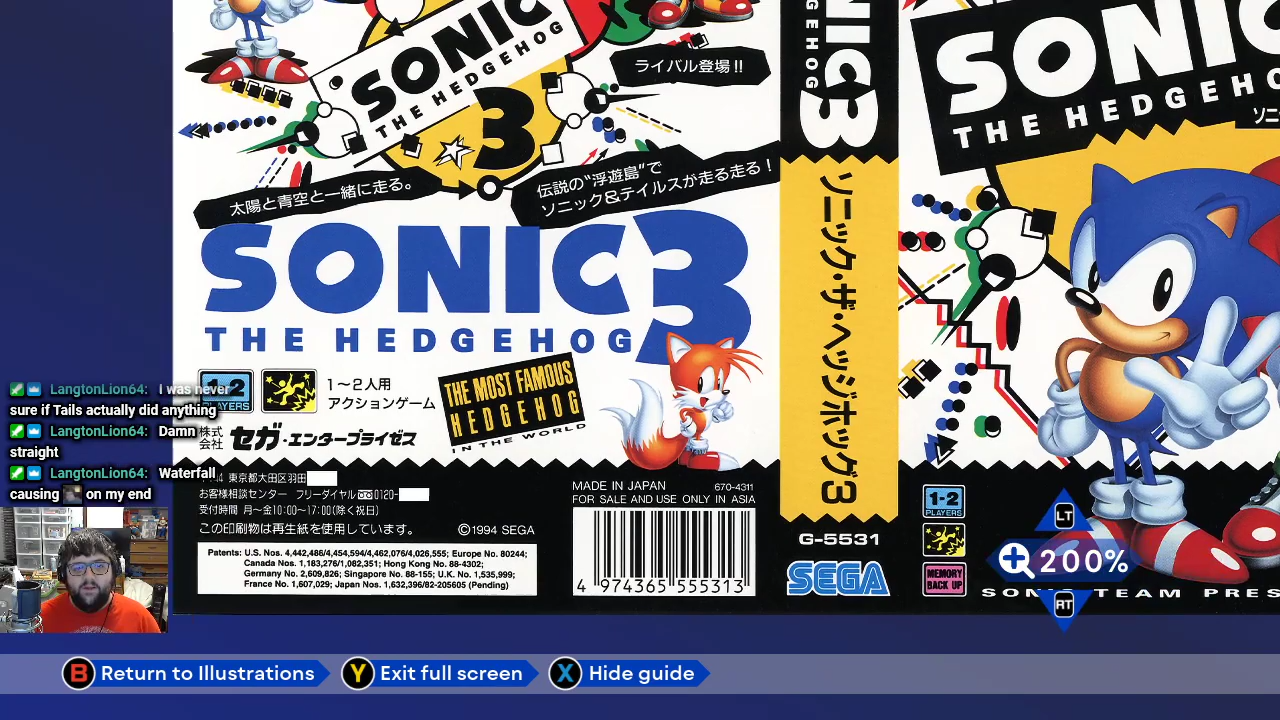 SONIC
THE HEDGEHOG
3
ライバル登場!!
太陽と青空と一緒に走る。
伝説の"浮遊島"で
ソニック&テイルスが走る走る!
SONIC 3
THE HEDGEHOG
1-2
PLAYERS
1〜2人用
アクションゲーム
THE MOST FAMOUS
HEDGEHOG
IN THE WORLD
株式
会社
セガ・エンタープライゼス
東京都大田区羽田
お客様相談センター フリーダイヤル 0120-
受付時間 月〜金10:00〜17:00(除く祝日)
この印刷物は再生紙を使用しています。
©1994 SEGA
MADE IN JAPAN
670-4311
FOR SALE AND USE ONLY IN ASIA
4 974365 555313
Patents: U.S. Nos. 4,442,486/4,454,594/4,462,076/4,026,555; Europe No. 80244;
Canada Nos. 1,183,276/1,082,351; Hong Kong No. 88-4302;
Germany No. 2,609,826; Singapore No. 88-155; U.K. No. 1,535,999;
France No. 1,607,029; Japan Nos. 1,632,396/82-205605 (Pending)
NIC 3
HEDGEHOG
ソニック・ザ・ヘッジホッグ3
G-5531
SEGA
SONIC
THE HEDGEHO
ソニ
1-2
PLAYERS
MEMORY
BACK UP
SON TEAM PRES
LT
200%
RT
LangtonLion64: I was never
sure if Tails actually did anything
LangtonLion64: Damn
straight
LangtonLion64: Waterfall
causing on my end
B Return to Illustrations
Y Exit full screen
X Hide guide